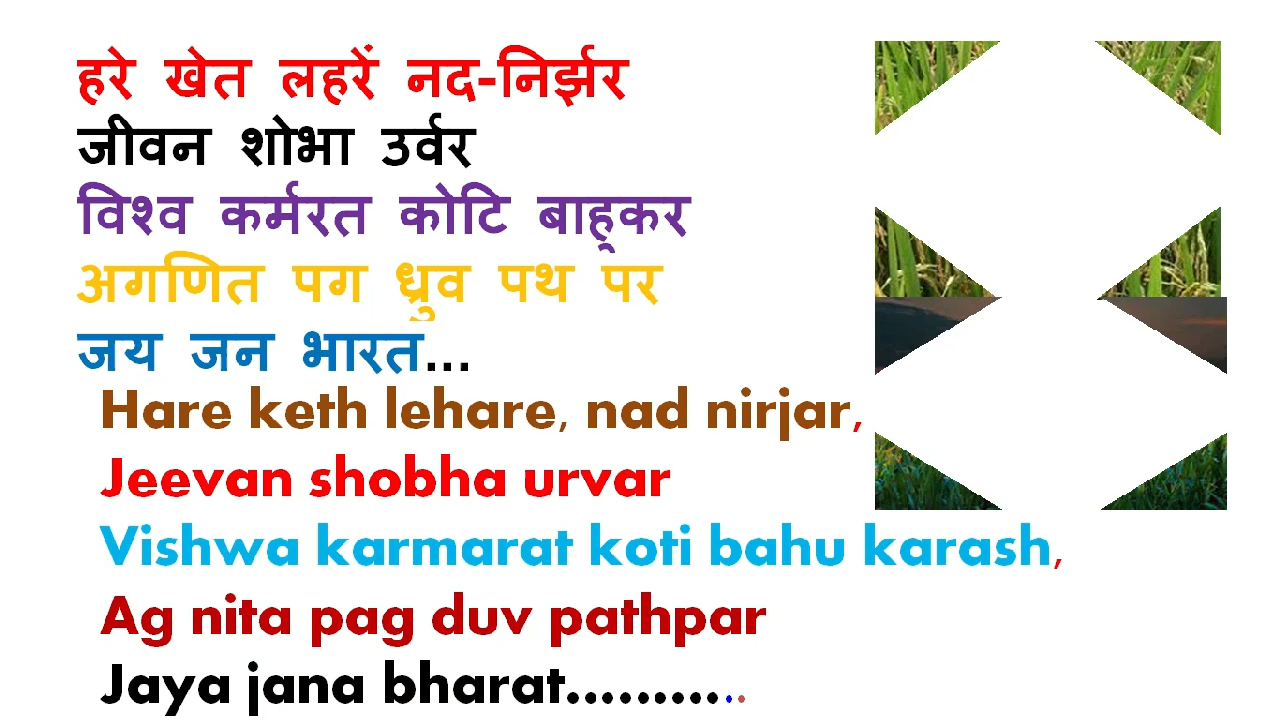 हरे खेत लहरें नद-निर्झर
जीवन शोभा उर्वर
विश्व कर्मरत कोटि बाहुकर
अगणित पग ध्रुव पथ पर
जय जन भारत...
Hare keth lehare, nad nirjar,
Jeevan shobha urvar
Vishwa karmarat koti bahu karash,
Ag nita pag duv pathpar
Jaya jana bharat...........